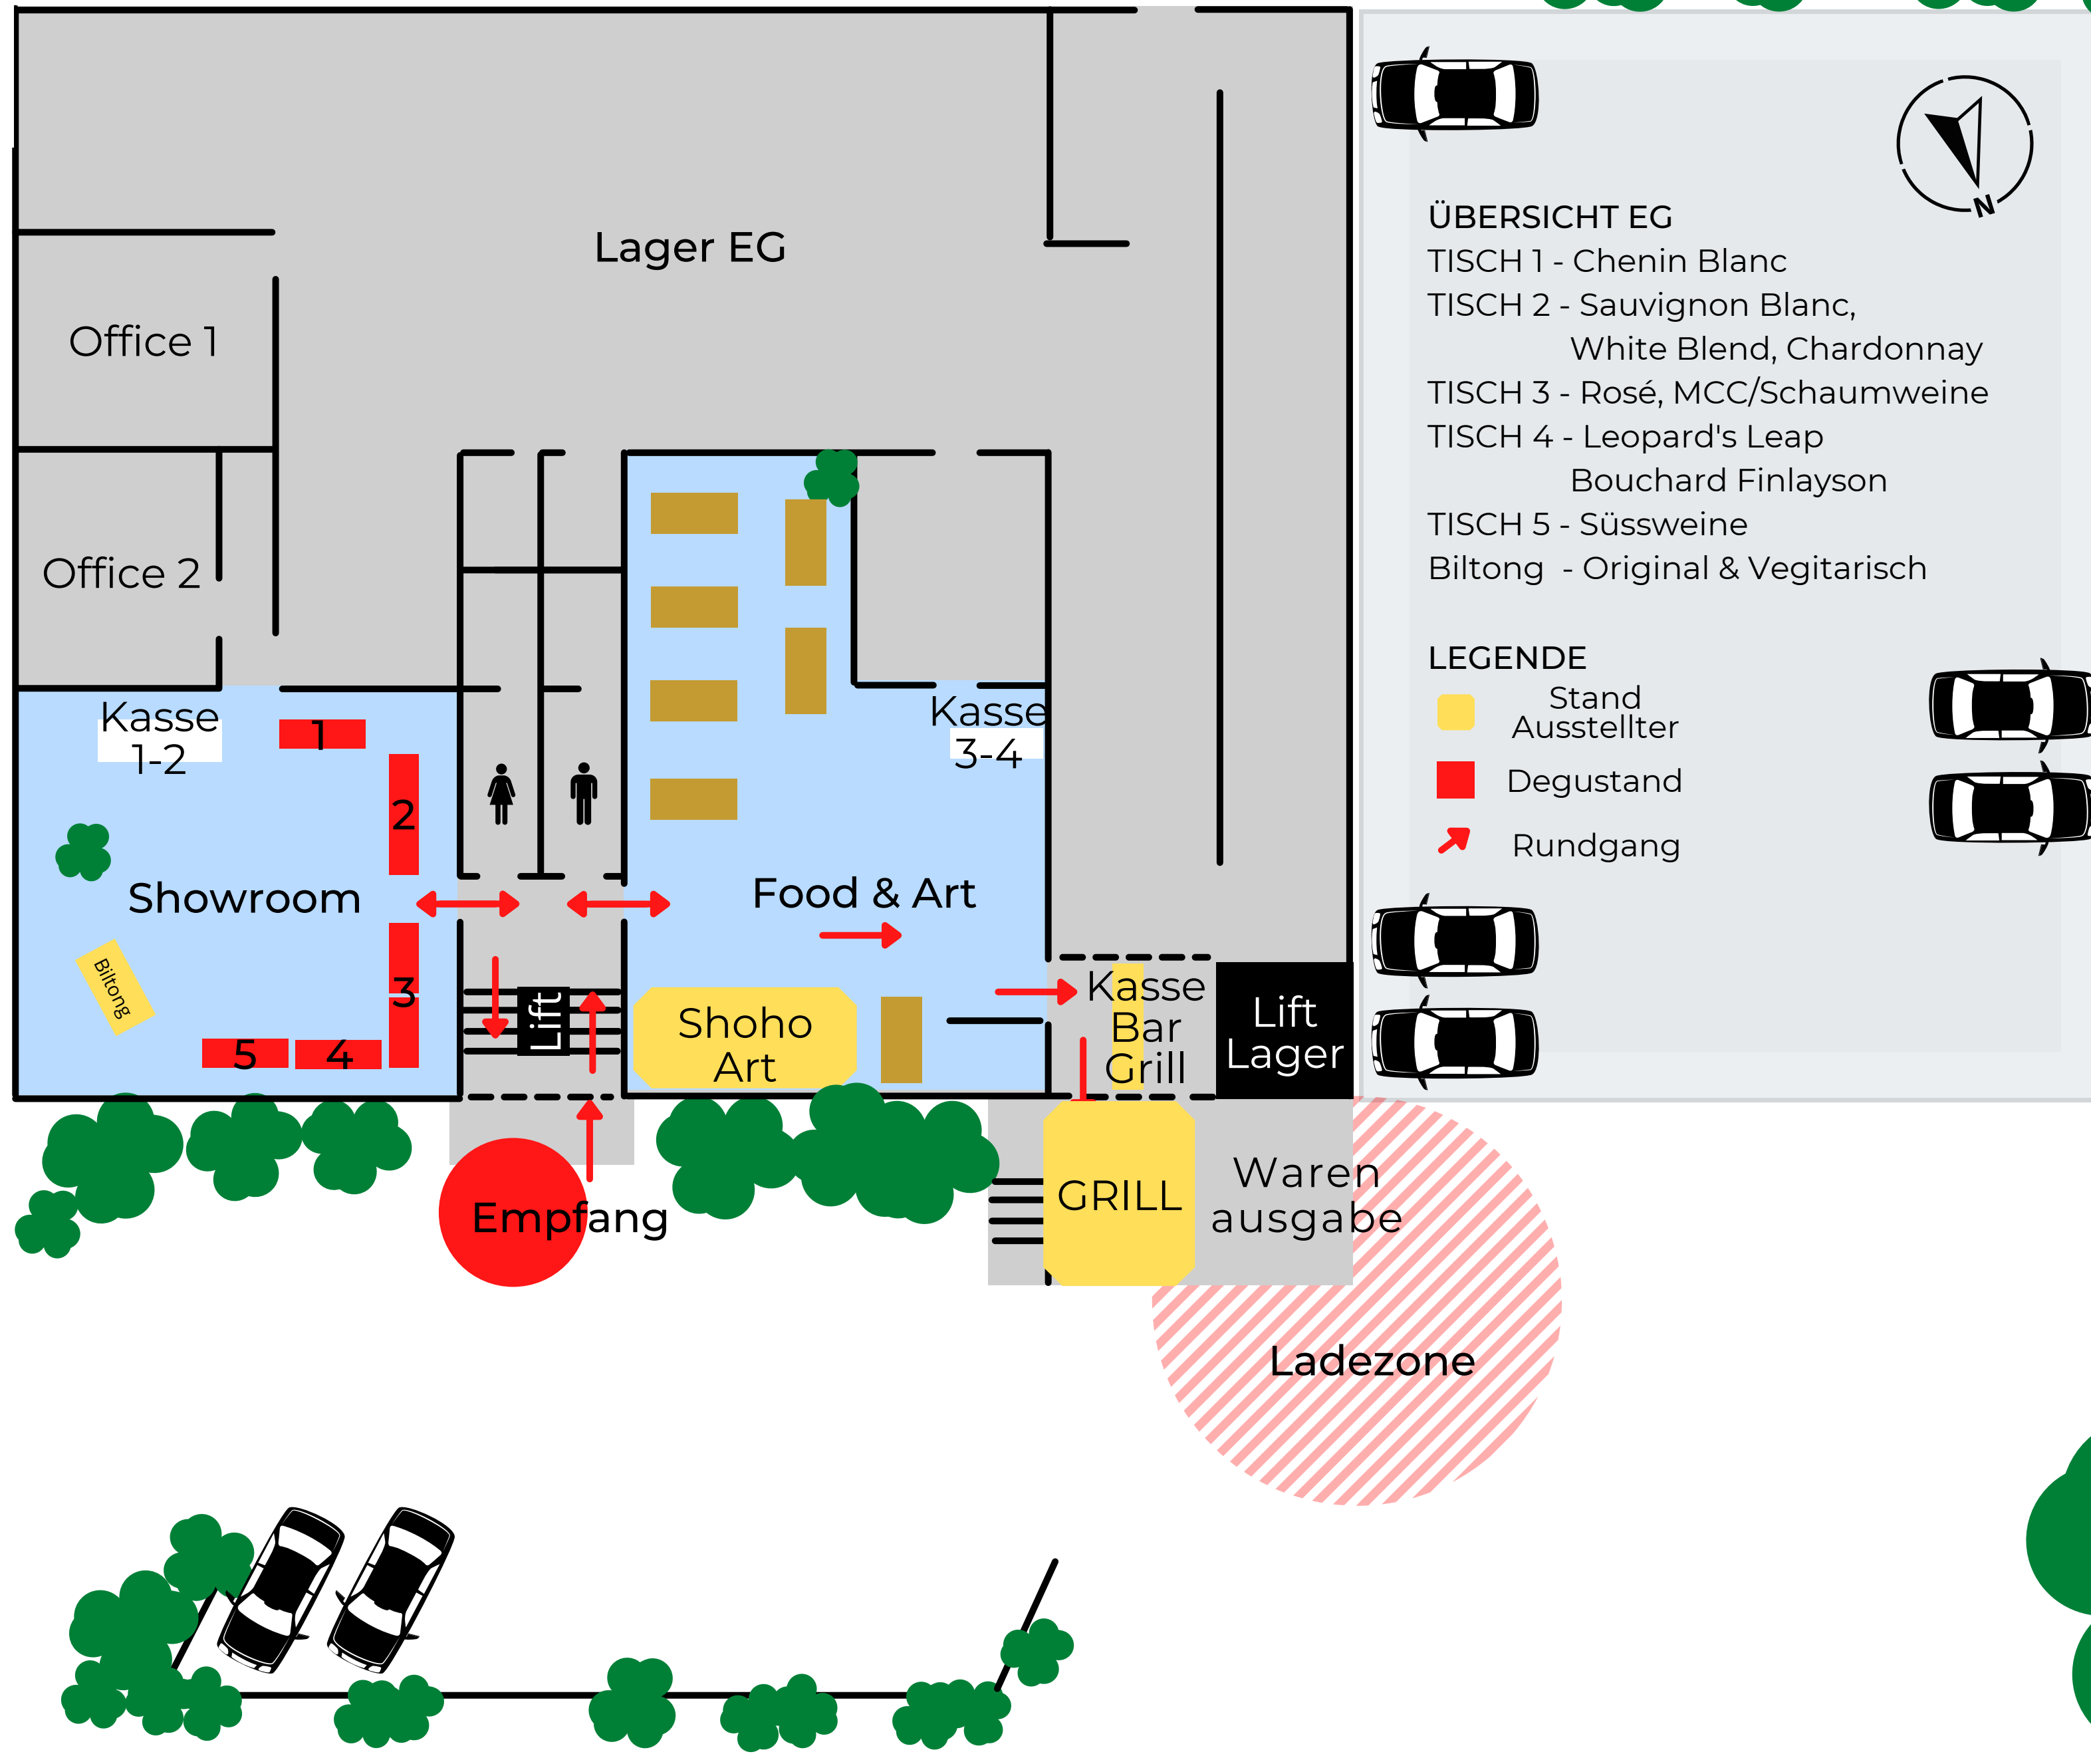 N
ÜBERSICHT EG
TISCH 1 - Chenin Blanc
TISCH 2 - Sauvignon Blanc,
White Blend, Chardonnay
TISCH 3 - Rosé, MCC/Schaumweine
TISCH 4 - Leopard's Leap
Bouchard Finlayson
TISCH 5 - Süssweine
Biltong - Original & Vegitarisch
LEGENDE
Stand
Ausstellter
Degustand
Rundgang
Lager EG
Office 1
Office 2
Kasse
1-2
1
2
Showroom
Biltong
3
5
4
Lift
Kasse
3-4
Food & Art
Shoho
Art
Kasse
Bar
Grill
Lift
Lager
Empfang
GRILL
Waren
ausgabe
Ladezone